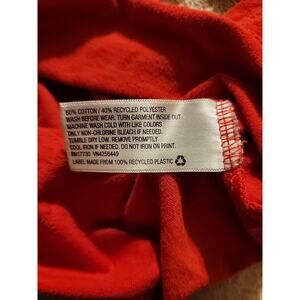 60% COTTON / 40% RECYCLED POLYESTER
WASH BEFORE WEAR. TURN GARMENT INSIDE OUT.
MACHINE WASH COLD WITH LIKE COLORS.
ONLY NON-CHLORINE BLEACH IF NEEDED.
TUMBLE DRY LOW. REMOVE PROMPTLY.
COOL IRON IF NEEDED. DO NOT IRON ON PRINT.
VN4256449
LABEL MADE FROM 100% RECYCLED PLASTIC